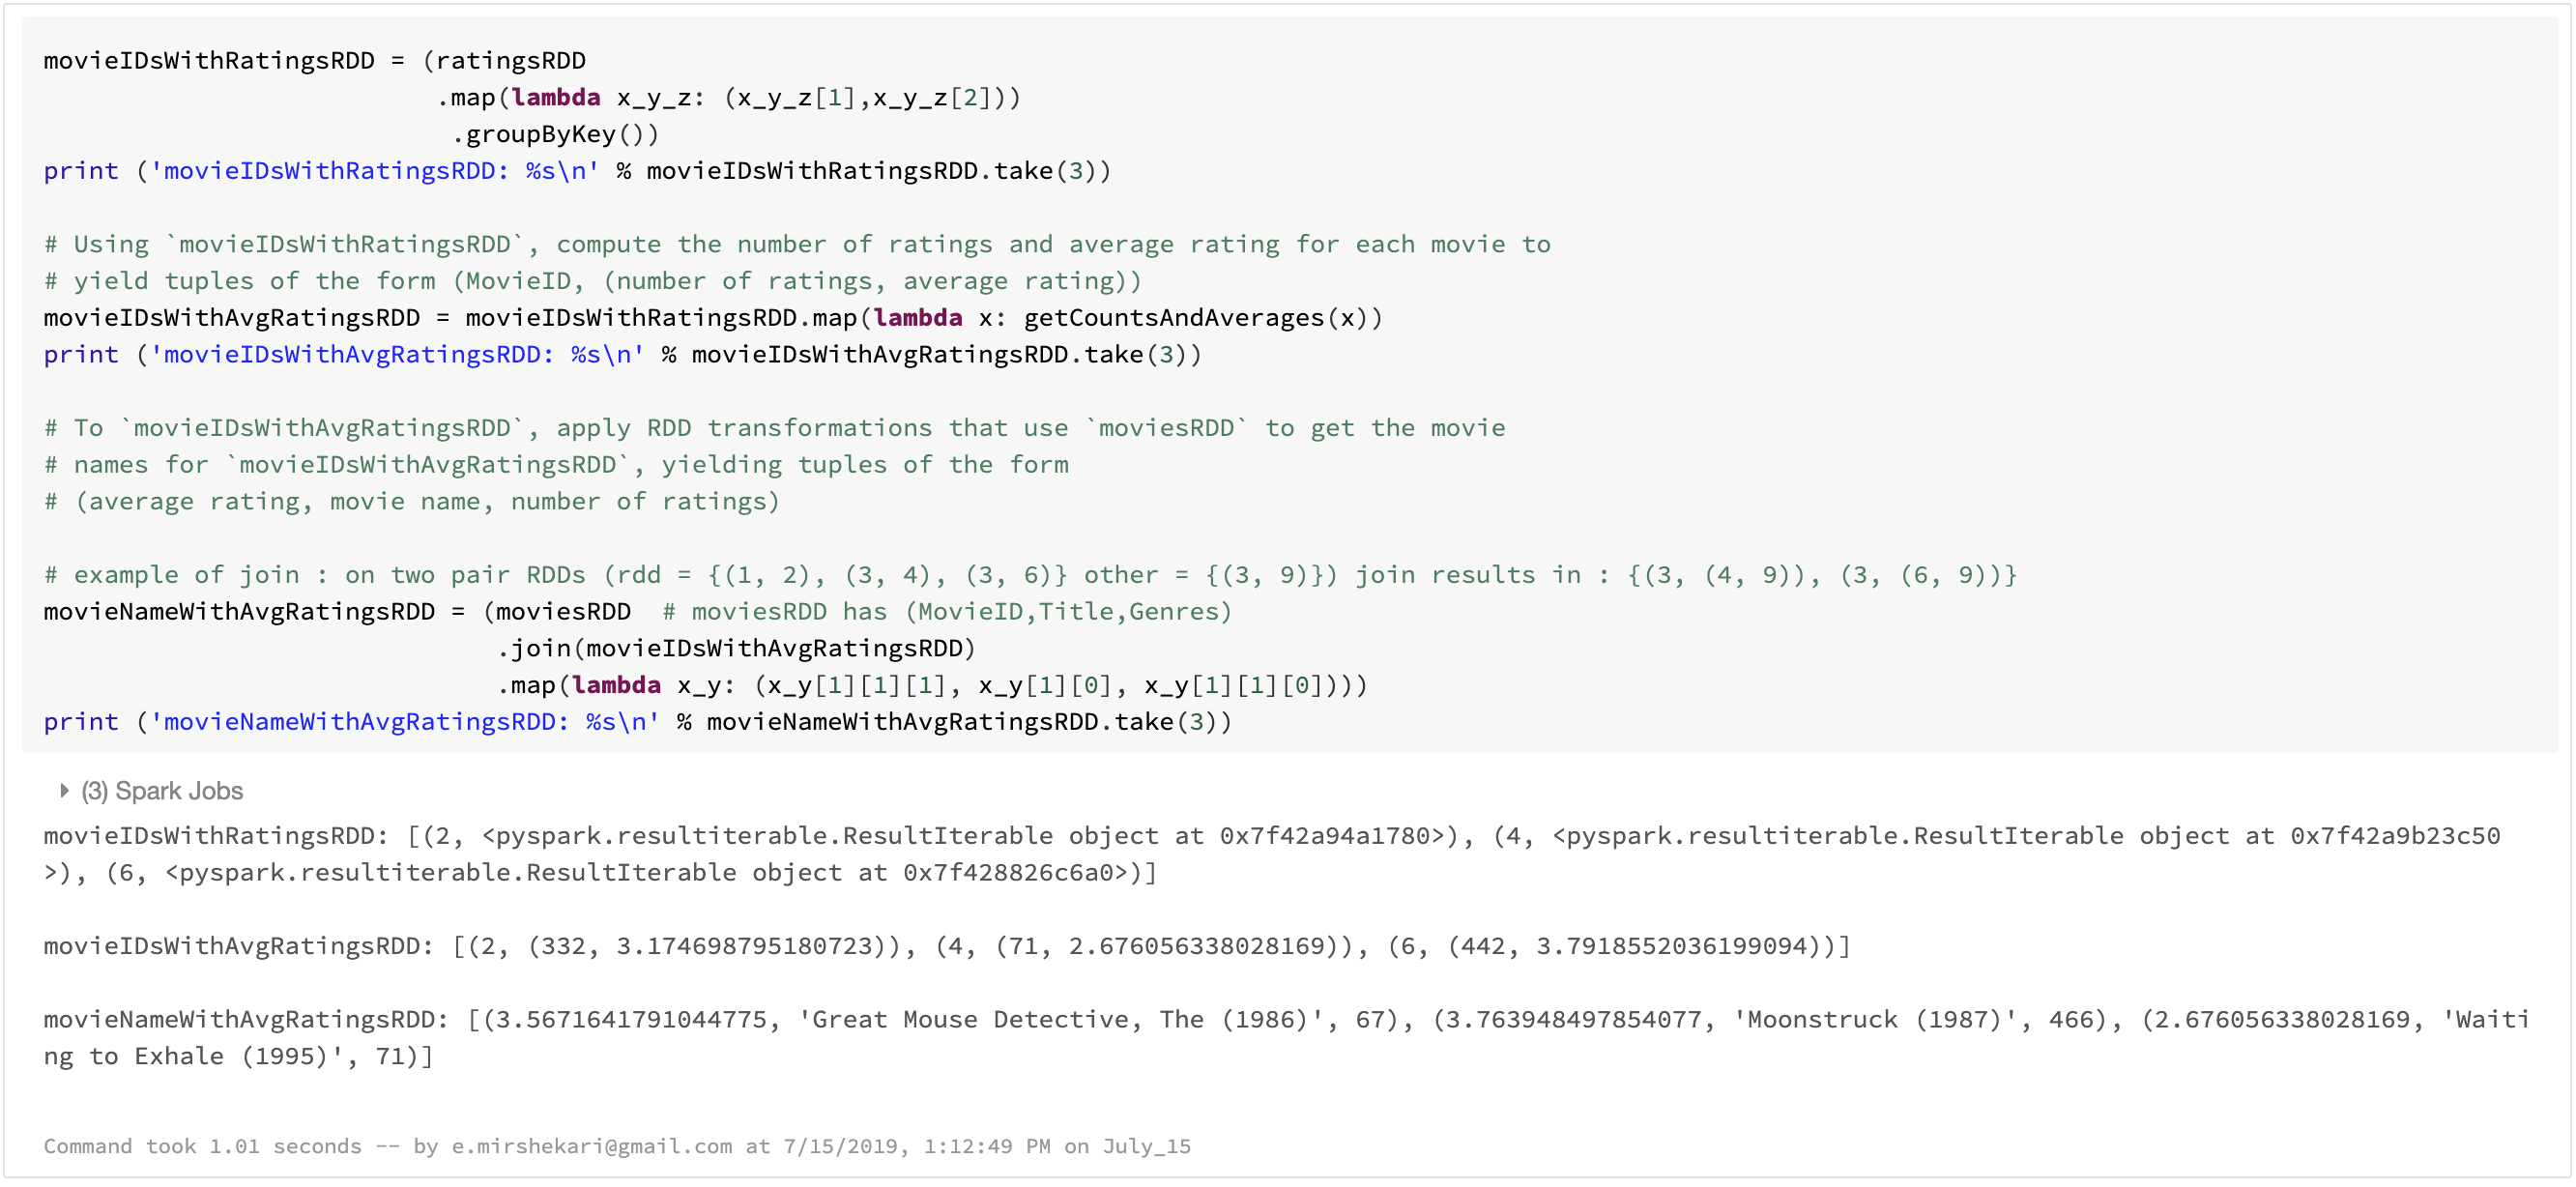 movieIDsWithRatingsRDD = (ratingsRDD
                          .map(lambda x_y_z: (x_y_z[1],x_y_z[2]))
                           .groupByKey())
print ('movieIDsWithRatingsRDD: %s\n' % movieIDsWithRatingsRDD.take(3))

# Using `movieIDsWithRatingsRDD`, compute the number of ratings and average rating for each movie to
# yield tuples of the form (MovieID, (number of ratings, average rating))
movieIDsWithAvgRatingsRDD = movieIDsWithRatingsRDD.map(lambda x: getCountsAndAverages(x))
print ('movieIDsWithAvgRatingsRDD: %s\n' % movieIDsWithAvgRatingsRDD.take(3))

# To `movieIDsWithAvgRatingsRDD`, apply RDD transformations that use `moviesRDD` to get the movie
# names for `movieIDsWithAvgRatingsRDD`, yielding tuples of the form
# (average rating, movie name, number of ratings)

# example of join : on two pair RDDs (rdd = {(1, 2), (3, 4), (3, 6)} other = {(3, 9)}) join results in : {(3, (4, 9)), (3, (6, 9))}
movieNameWithAvgRatingsRDD = (moviesRDD  # moviesRDD has (MovieID,Title,Genres)
                              .join(movieIDsWithAvgRatingsRDD)
                              .map(lambda x_y: (x_y[1][1][1], x_y[1][0], x_y[1][1][0])))
print ('movieNameWithAvgRatingsRDD: %s\n' % movieNameWithAvgRatingsRDD.take(3))
(3) Spark Jobs
movieIDsWithRatingsRDD: [(2, <pyspark.resultiterable.ResultIterable object at 0x7f42a94a1780>), (4, <pyspark.resultiterable.ResultIterable object at 0x7f42a9b23c50
>), (6, <pyspark.resultiterable.ResultIterable object at 0x7f428826c6a0>)]

movieIDsWithAvgRatingsRDD: [(2, (332, 3.174698795180723)), (4, (71, 2.676056338028169)), (6, (442, 3.7918552036199094))]

movieNameWithAvgRatingsRDD: [(3.5671641791044775, 'Great Mouse Detective, The (1986)', 67), (3.763948497854077, 'Moonstruck (1987)', 466), (2.676056338028169, 'Waiti
ng to Exhale (1995)', 71)]

Command took 1.01 seconds -- by e.mirshekari@gmail.com at 7/15/2019, 1:12:49 PM on July_15